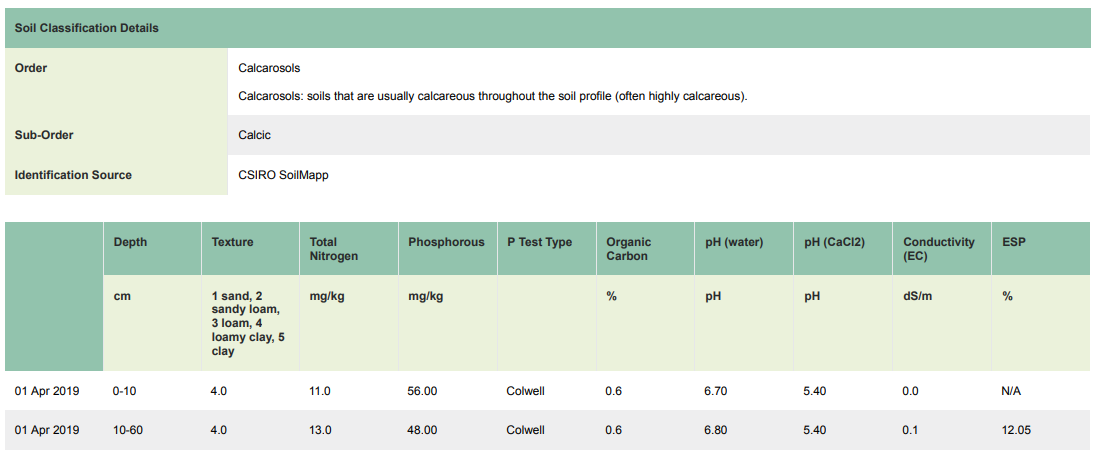 Soil Classification Details
Order
Calcarosols
Calcarosols: soils that are usually calcareous throughout the soil profile (often highly calcareous).
Sub-Order
Calcic
Identification Source
CSIRO SoilMapp
Depth Texture Total Nitrogen Phosphorous P Test Type Organic Carbon pH (water) pH (CaCl2) Conductivity (EC) ESP
cm 1 sand, 2 sandy loam, 3 loam, 4 loamy clay, 5 clay mg/kg mg/kg % pH pH dS/m %
01 Apr 2019 0-10 4.0 11.0 56.00 Colwell 0.6 6.70 5.40 0.0 N/A
01 Apr 2019 10-60 4.0 13.0 48.00 Colwell 0.6 6.80 5.40 0.1 12.05